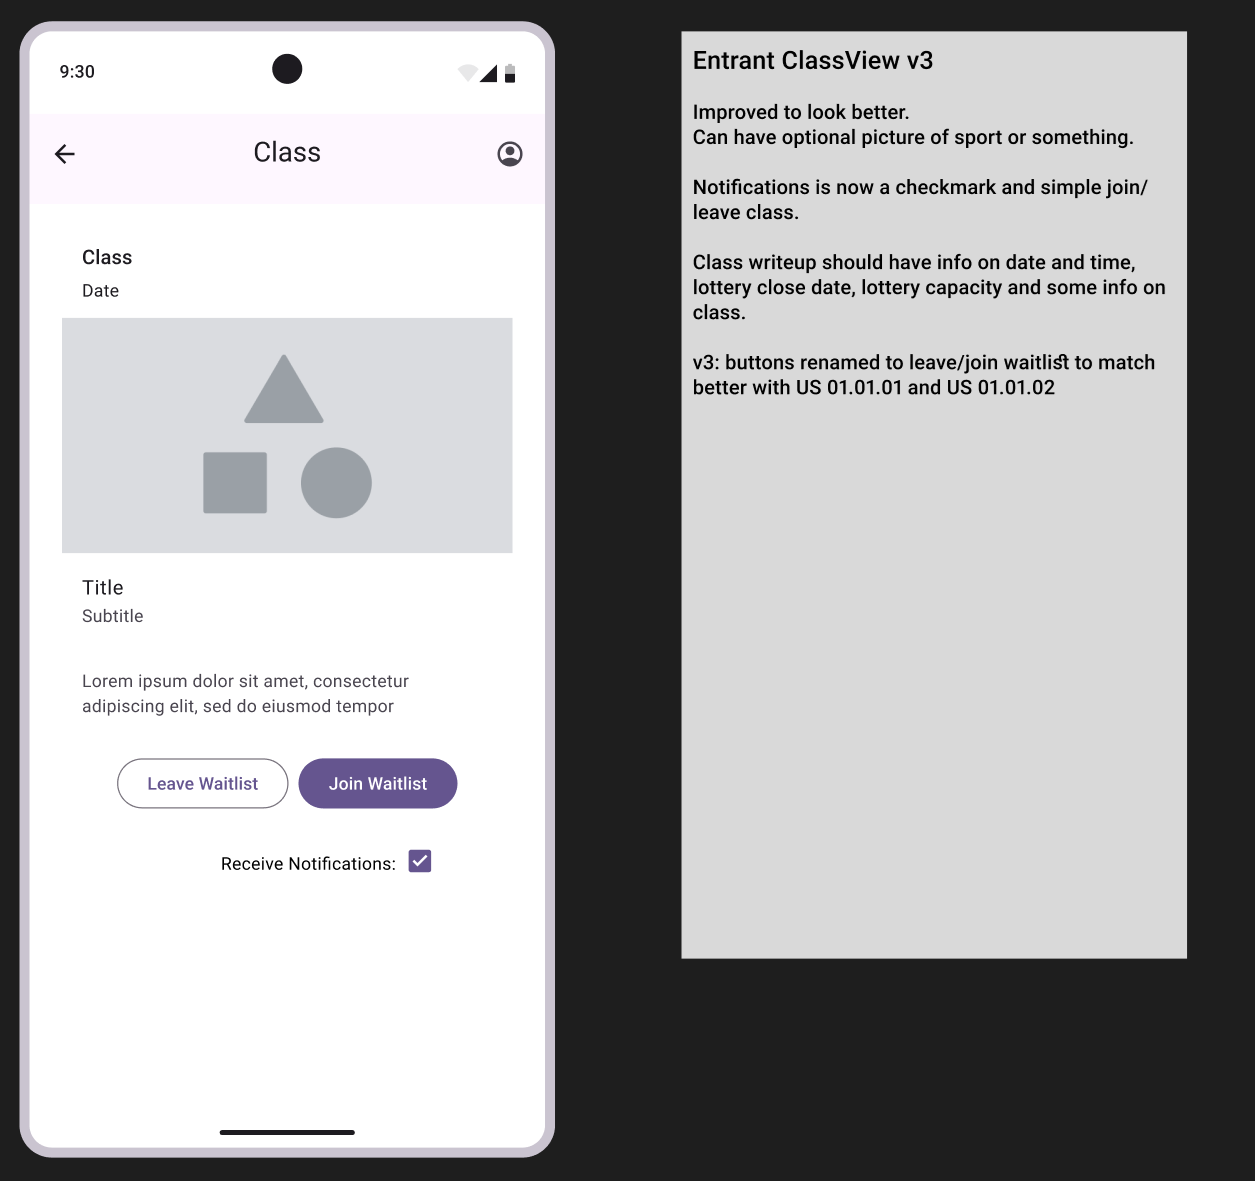 9:30
Class
Class
Date
Title
Subtitle
Lorem ipsum dolor sit amet, consectetur
adipiscing elit, sed do eiusmod tempor
Leave Waitlist
Join Waitlist
Receive Notifications:
Entrant ClassView v3
Improved to look better.
Can have optional picture of sport or something.
Notifications is now a checkmark and simple join/
leave class.
Class writeup should have info on date and time,
lottery close date, lottery capacity and some info on
class.
v3: buttons renamed to leave/join waitlist to match
better with US 01.01.01 and US 01.01.02